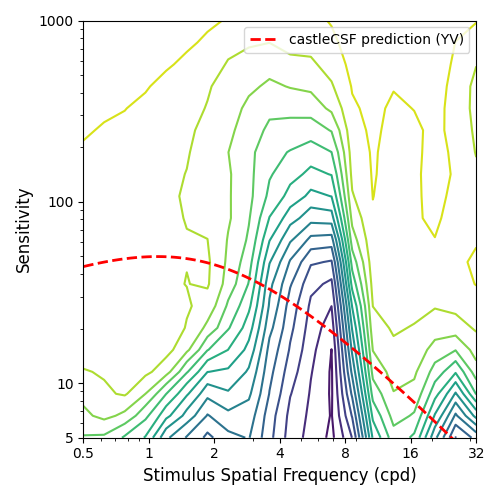 1000
castleCSF prediction (YV)
100
10
5
Sensitivity
0.5 1 2 4 8 16 32
Stimulus Spatial Frequency (cpd)